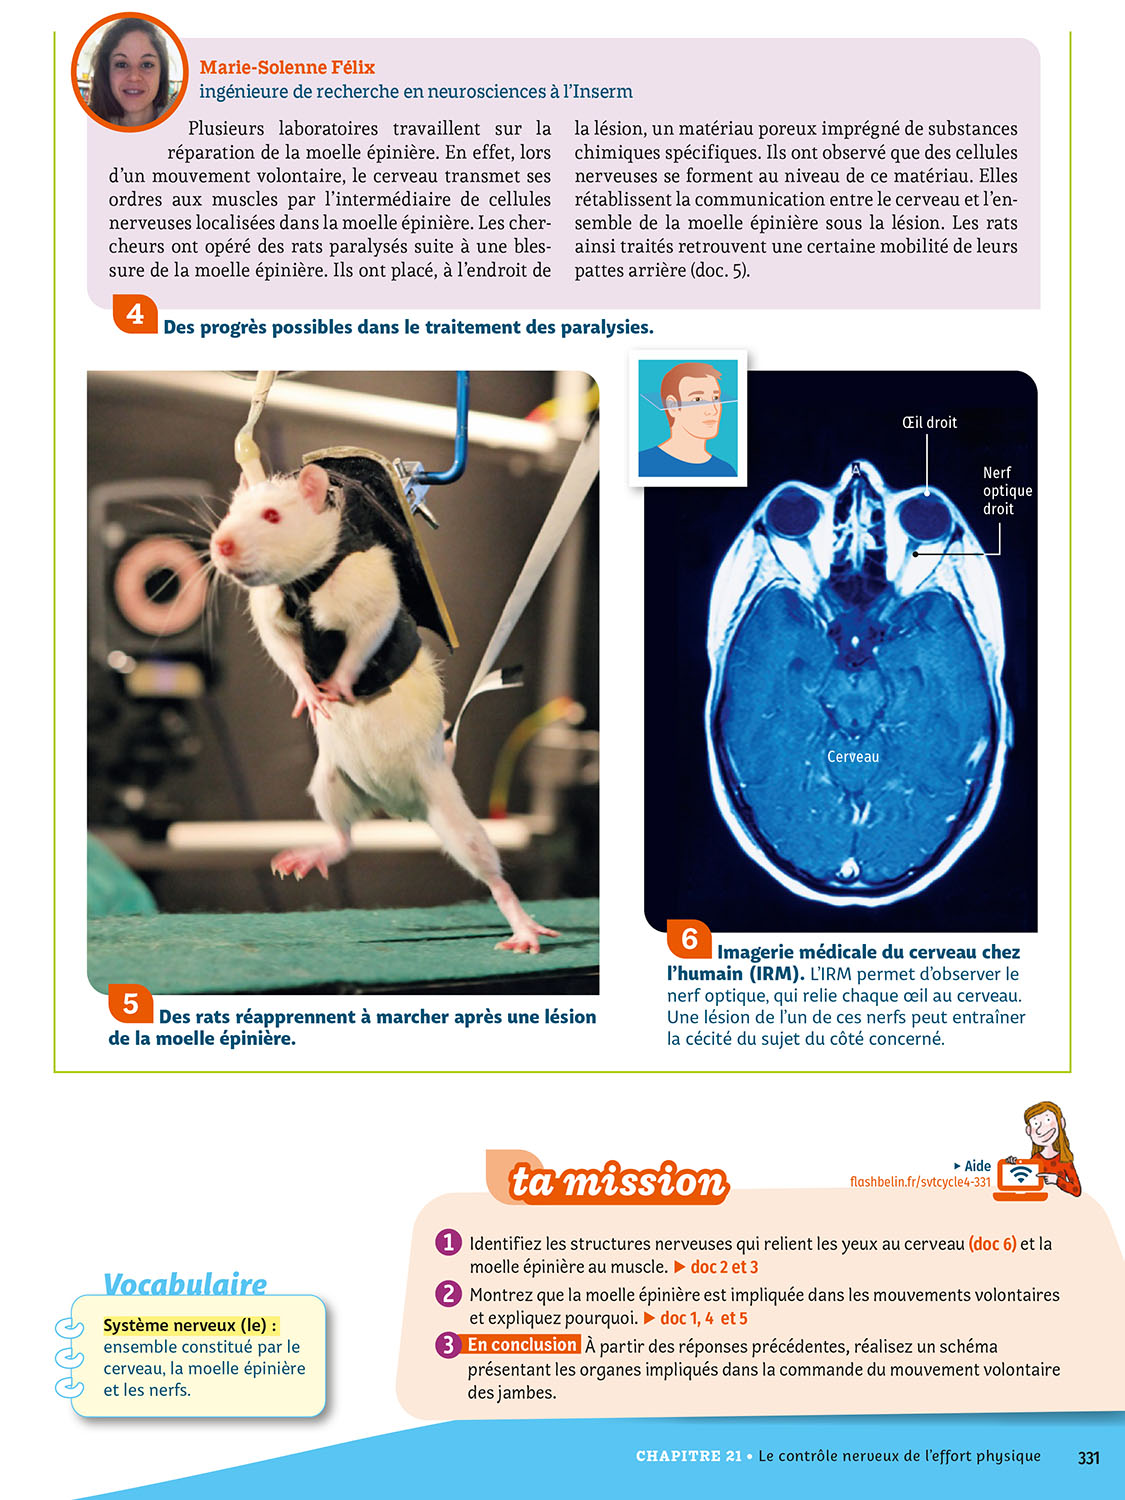 Marie-Solenne Félix
ingénieure de recherche en neurosciences à l'Inserm
Plusieurs laboratoires travaillent sur la
réparation de la moelle épinière. En effet, lors
d'un mouvement volontaire, le cerveau transmet ses
ordres aux muscles par l'intermédiaire de cellules
nerveuses localisées dans la moelle épinière. Les cher-
cheurs ont opéré des rats paralysés suite à une bles-
sure de la moelle épinière. Ils ont placé, à l'endroit de
la lésion, un matériau poreux imprégné de substances
chimiques spécifiques. Ils ont observé que des cellules
nerveuses se forment au niveau de ce matériau. Elles
rétablissent la communication entre le cerveau et l'en-
semble de la moelle épinière sous la lésion. Les rats
ainsi traités retrouvent une certaine mobilité de leurs
pattes arrière (doc. 5).
4 Des progrès possibles dans le traitement des paralysies.
Œil droit
Nerf
optique
droit
A
Cerveau
5 Des rats réapprennent à marcher après une lésion
de la moelle épinière.
6 Imagerie médicale du cerveau chez
l'humain (IRM). L'IRM permet d'observer le
nerf optique, qui relie chaque œil au cerveau.
Une lésion de l'un de ces nerfs peut entraîner
la cécité du sujet du côté concerné.
ta mission
▸ Aide
flashbelin.fr/svtcycle4-331
1 Identifiez les structures nerveuses qui relient les yeux au cerveau (doc 6) et la
moelle épinière au muscle. ▶ doc 2 et 3
2 Montrez que la moelle épinière est impliquée dans les mouvements volontaires
et expliquez pourquoi. ▶ doc 1, 4 et 5
3 En conclusion À partir des réponses précédentes, réalisez un schéma
présentant les organes impliqués dans la commande du mouvement volontaire
des jambes.
Vocabulaire
Système nerveux (le) :
ensemble constitué par le
cerveau, la moelle épinière
et les nerfs.
CHAPITRE 21 • Le contrôle nerveux de l'effort physique 331